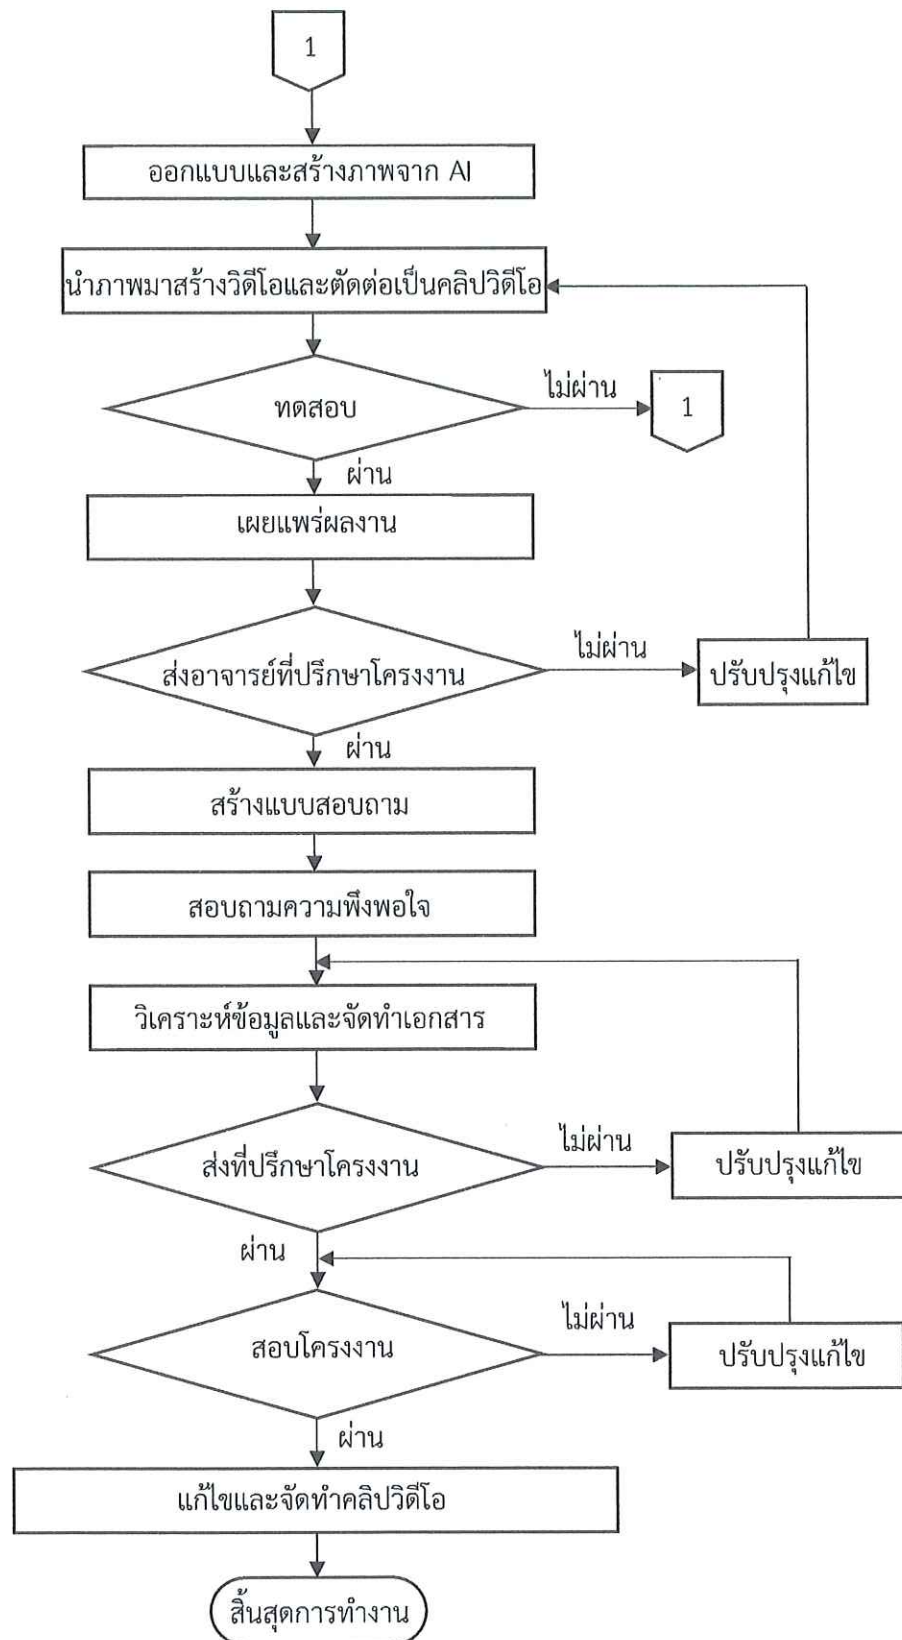 1
ออกแบบและสร้างภาพจาก AI
นำภาพมาสร้างวิดีโอและตัดต่อเป็นคลิปวิดีโอ
ไม่ผ่าน
ทดสอบ
1
ผ่าน
เผยแพร่ผลงาน
ไม่ผ่าน
ส่งอาจารย์ที่ปรึกษาโครงงาน
ปรับปรุงแก้ไข
ผ่าน
สร้างแบบสอบถาม
สอบถามความพึงพอใจ
วิเคราะห์ข้อมูลและจัดทำเอกสาร
ไม่ผ่าน
ส่งที่ปรึกษาโครงงาน
ปรับปรุงแก้ไข
ผ่าน
ไม่ผ่าน
สอบโครงงาน
ปรับปรุงแก้ไข
ผ่าน
แก้ไขและจัดทำคลิปวิดีโอ
สิ้นสุดการทำงาน